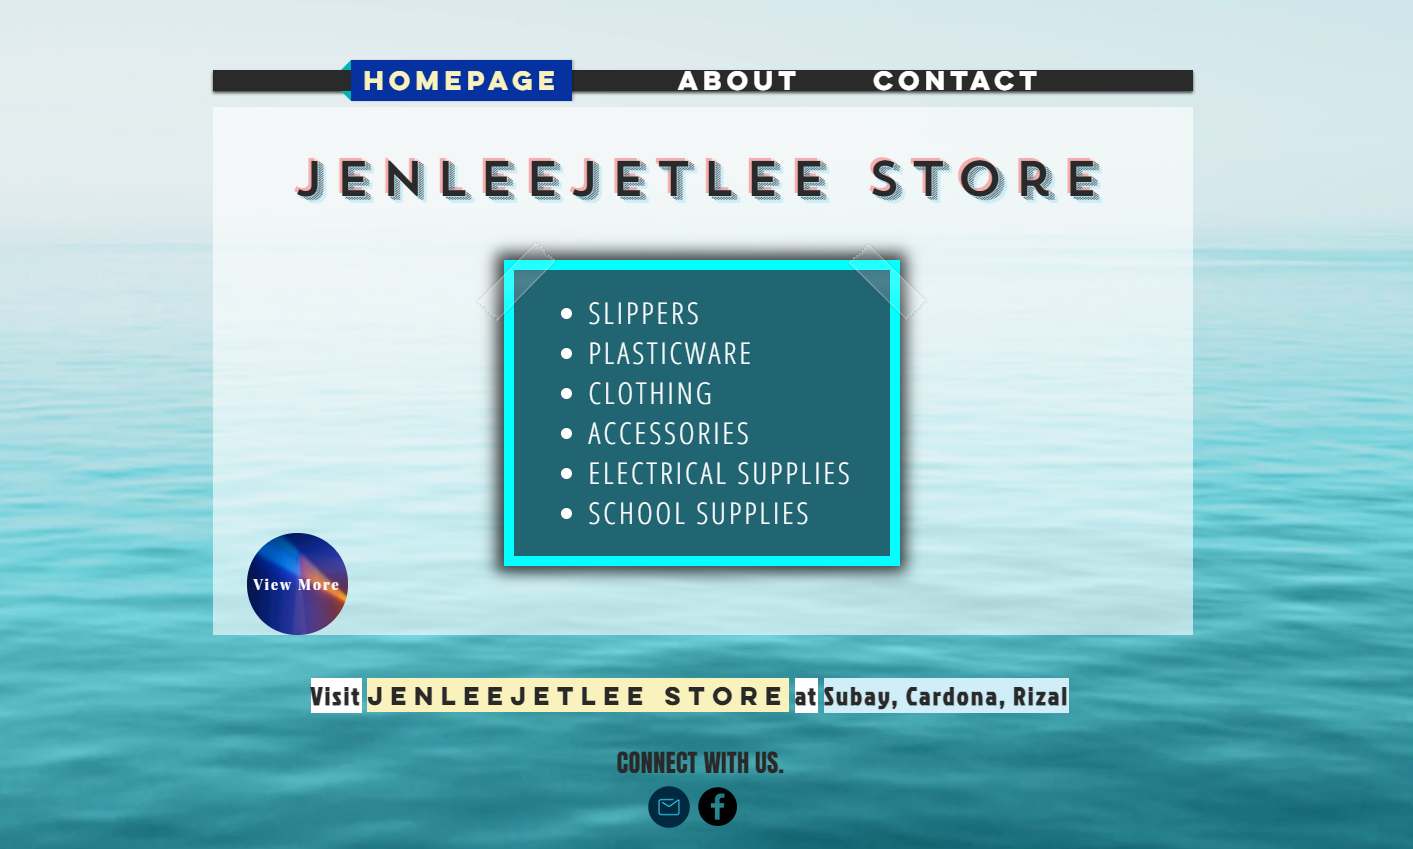 HOMEPAGE ABOUT CONTACT
JENLEEJETLEE STORE
SLIPPERS
PLASTICWARE
CLOTHING
ACCESSORIES
ELECTRICAL SUPPLIES
SCHOOL SUPPLIES
View More
Visit JENLEEJETLEE STORE at Subay, Cardona, Rizal
CONNECT WITH US.